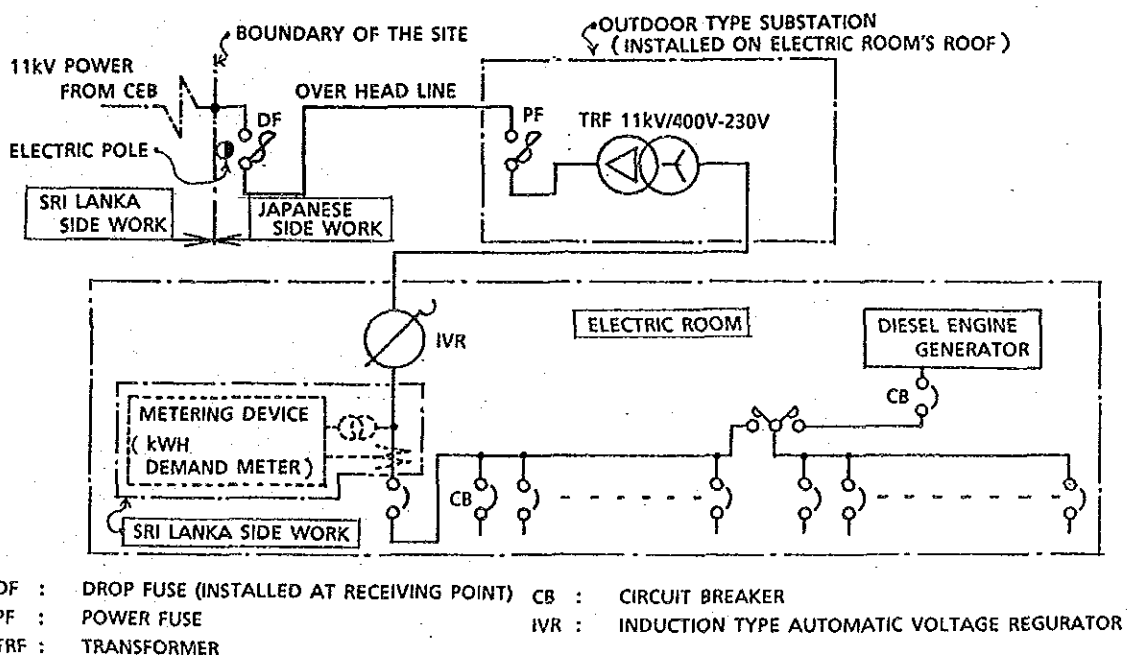 BOUNDARY OF THE SITE
OUTDOOR TYPE SUBSTATION
(INSTALLED ON ELECTRIC ROOM'S ROOF)
11kV POWER
FROM CEB
OVER HEAD LINE
DF
PF
TRF 11kV/400V-230V
ELECTRIC POLE
SRI LANKA
SIDE WORK
JAPANESE
SIDE WORK
IVR
ELECTRIC ROOM
DIESEL ENGINE
GENERATOR
CB
METERING DEVICE
( kWH
DEMAND METER )
CB
SRI LANKA SIDE WORK
DF : DROP FUSE (INSTALLED AT RECEIVING POINT)
PF : POWER FUSE
TRF : TRANSFORMER
CB : CIRCUIT BREAKER
IVR : INDUCTION TYPE AUTOMATIC VOLTAGE REGURATOR